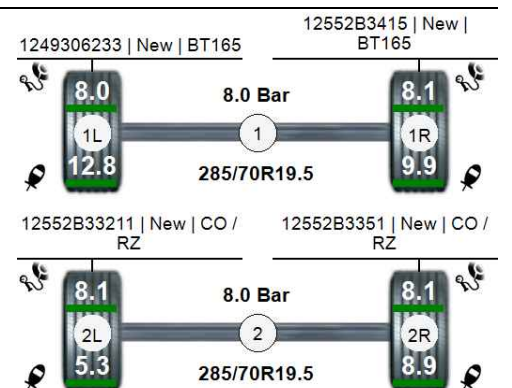 1249306233 | New | BT165
12552B3415 | New |
BT165
8.0
8.0 Bar
8.1
1L
1
1R
12.8
285/70R19.5
9.9
12552B33211 | New | CO /
RZ
12552B3351 | New | CO /
RZ
8.1
8.0 Bar
8.1
2L
2
2R
5.3
285/70R19.5
8.9